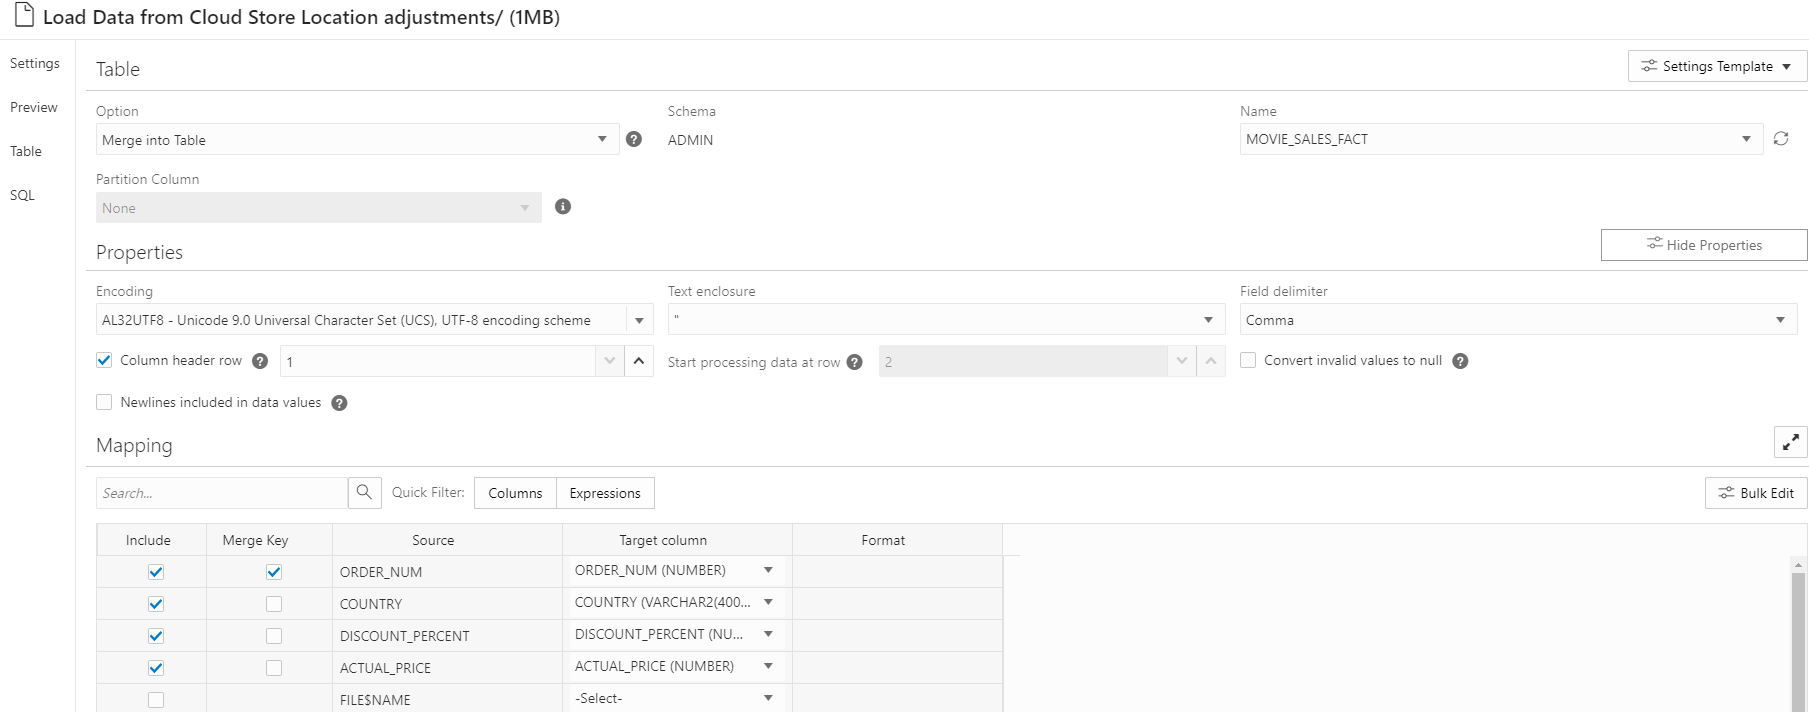 Load Data from Cloud Store Location adjustments/ (1MB)
Settings
Preview
Table
SQL
Table
Settings Template
Option
Schema
Name
Merge into Table
ADMIN
MOVIE_SALES_FACT
Partition Column
None
Properties
Hide Properties
Encoding
Text enclosure
Field delimiter
AL32UTF8 - Unicode 9.0 Universal Character Set (UCS), UTF-8 encoding scheme
"
Comma
Column header row
1
Start processing data at row
2
Convert invalid values to null
Newlines included in data values
Mapping
Search...
Quick Filter:
Columns
Expressions
Bulk Edit
Include Merge Key Source Target column Format
ORDER_NUM ORDER_NUM (NUMBER)
COUNTRY COUNTRY (VARCHAR2(400...
DISCOUNT_PERCENT DISCOUNT_PERCENT (NU...
ACTUAL_PRICE ACTUAL_PRICE (NUMBER)
FILE$NAME -Select-